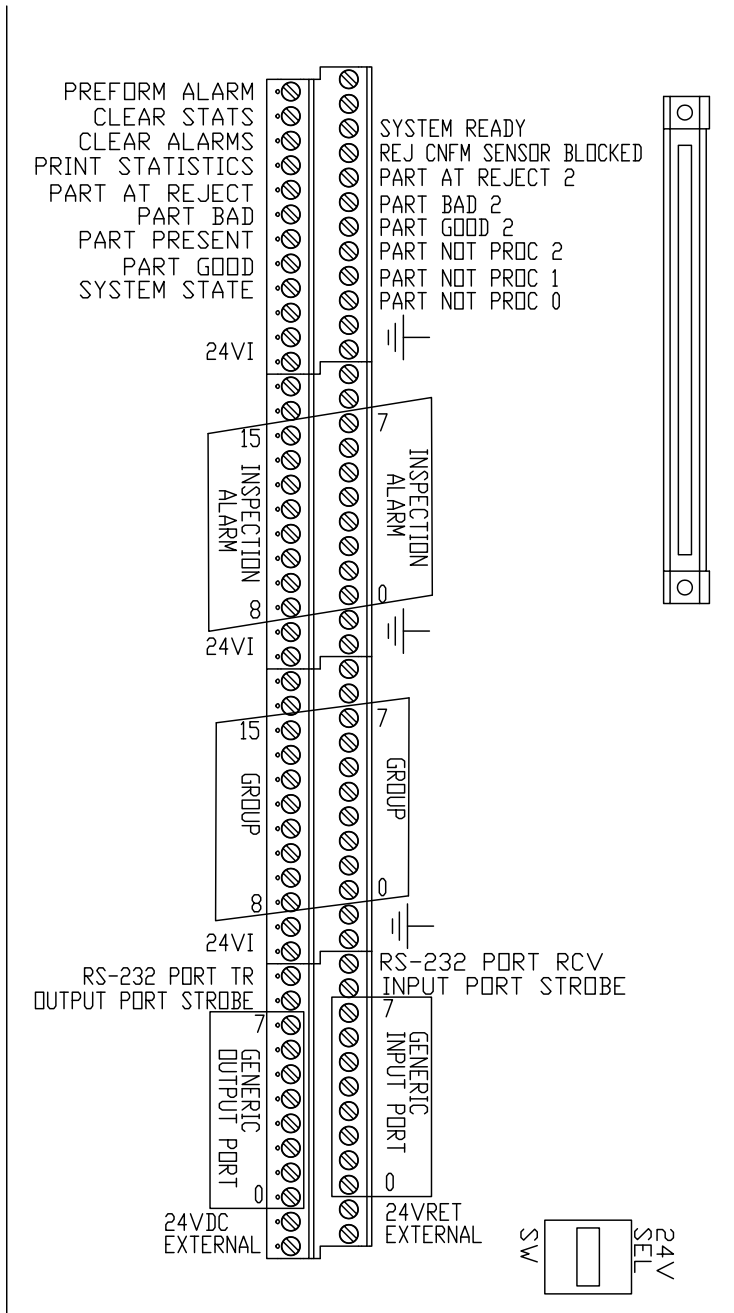 PREFORM ALARM
CLEAR STATS
CLEAR ALARMS
PRINT STATISTICS
PART AT REJECT
PART BAD
PART PRESENT
PART GOOD
SYSTEM STATE
24VI
SYSTEM READY
REJ CNFM SENSOR BLOCKED
PART AT REJECT 2
PART BAD 2
PART GOOD 2
PART NOT PROC 2
PART NOT PROC 1
PART NOT PROC 0
15
INSPECTION
ALARM
8
7
INSPECTION
ALARM
0
24VI
15
GROUP
8
7
GROUP
0
24VI
RS-232 PORT TR
OUTPUT PORT STROBE
RS-232 PORT RCV
INPUT PORT STROBE
7
GENERIC
OUTPUT PORT
0
7
GENERIC
INPUT PORT
0
24VDC
EXTERNAL
24VRET
EXTERNAL
24V
SEL
SW